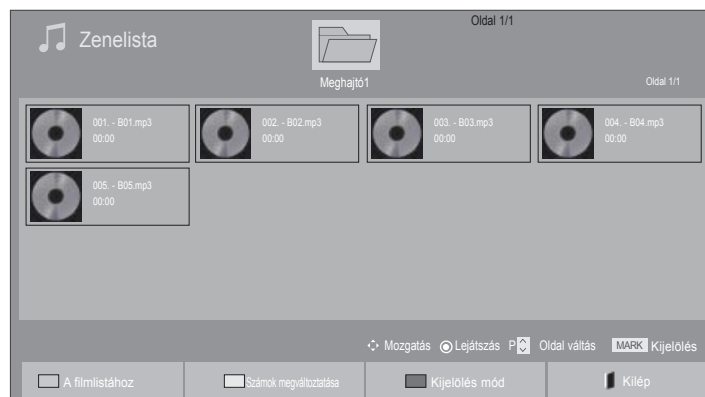 Oldal 1/1
Zenelista
Meghajtó1
Oldal 1/1
001. - B01.mp3
00:00
002. - B02.mp3
00:00
003. - B03.mp3
00:00
004. - B04.mp3
00:00
005. - B05.mp3
00:00
Mozgatás Lejátszás P Oldal váltás MARK Kijelölés
A filmlistához
Számok megváltoztatása
Kijelölés mód
Kilép